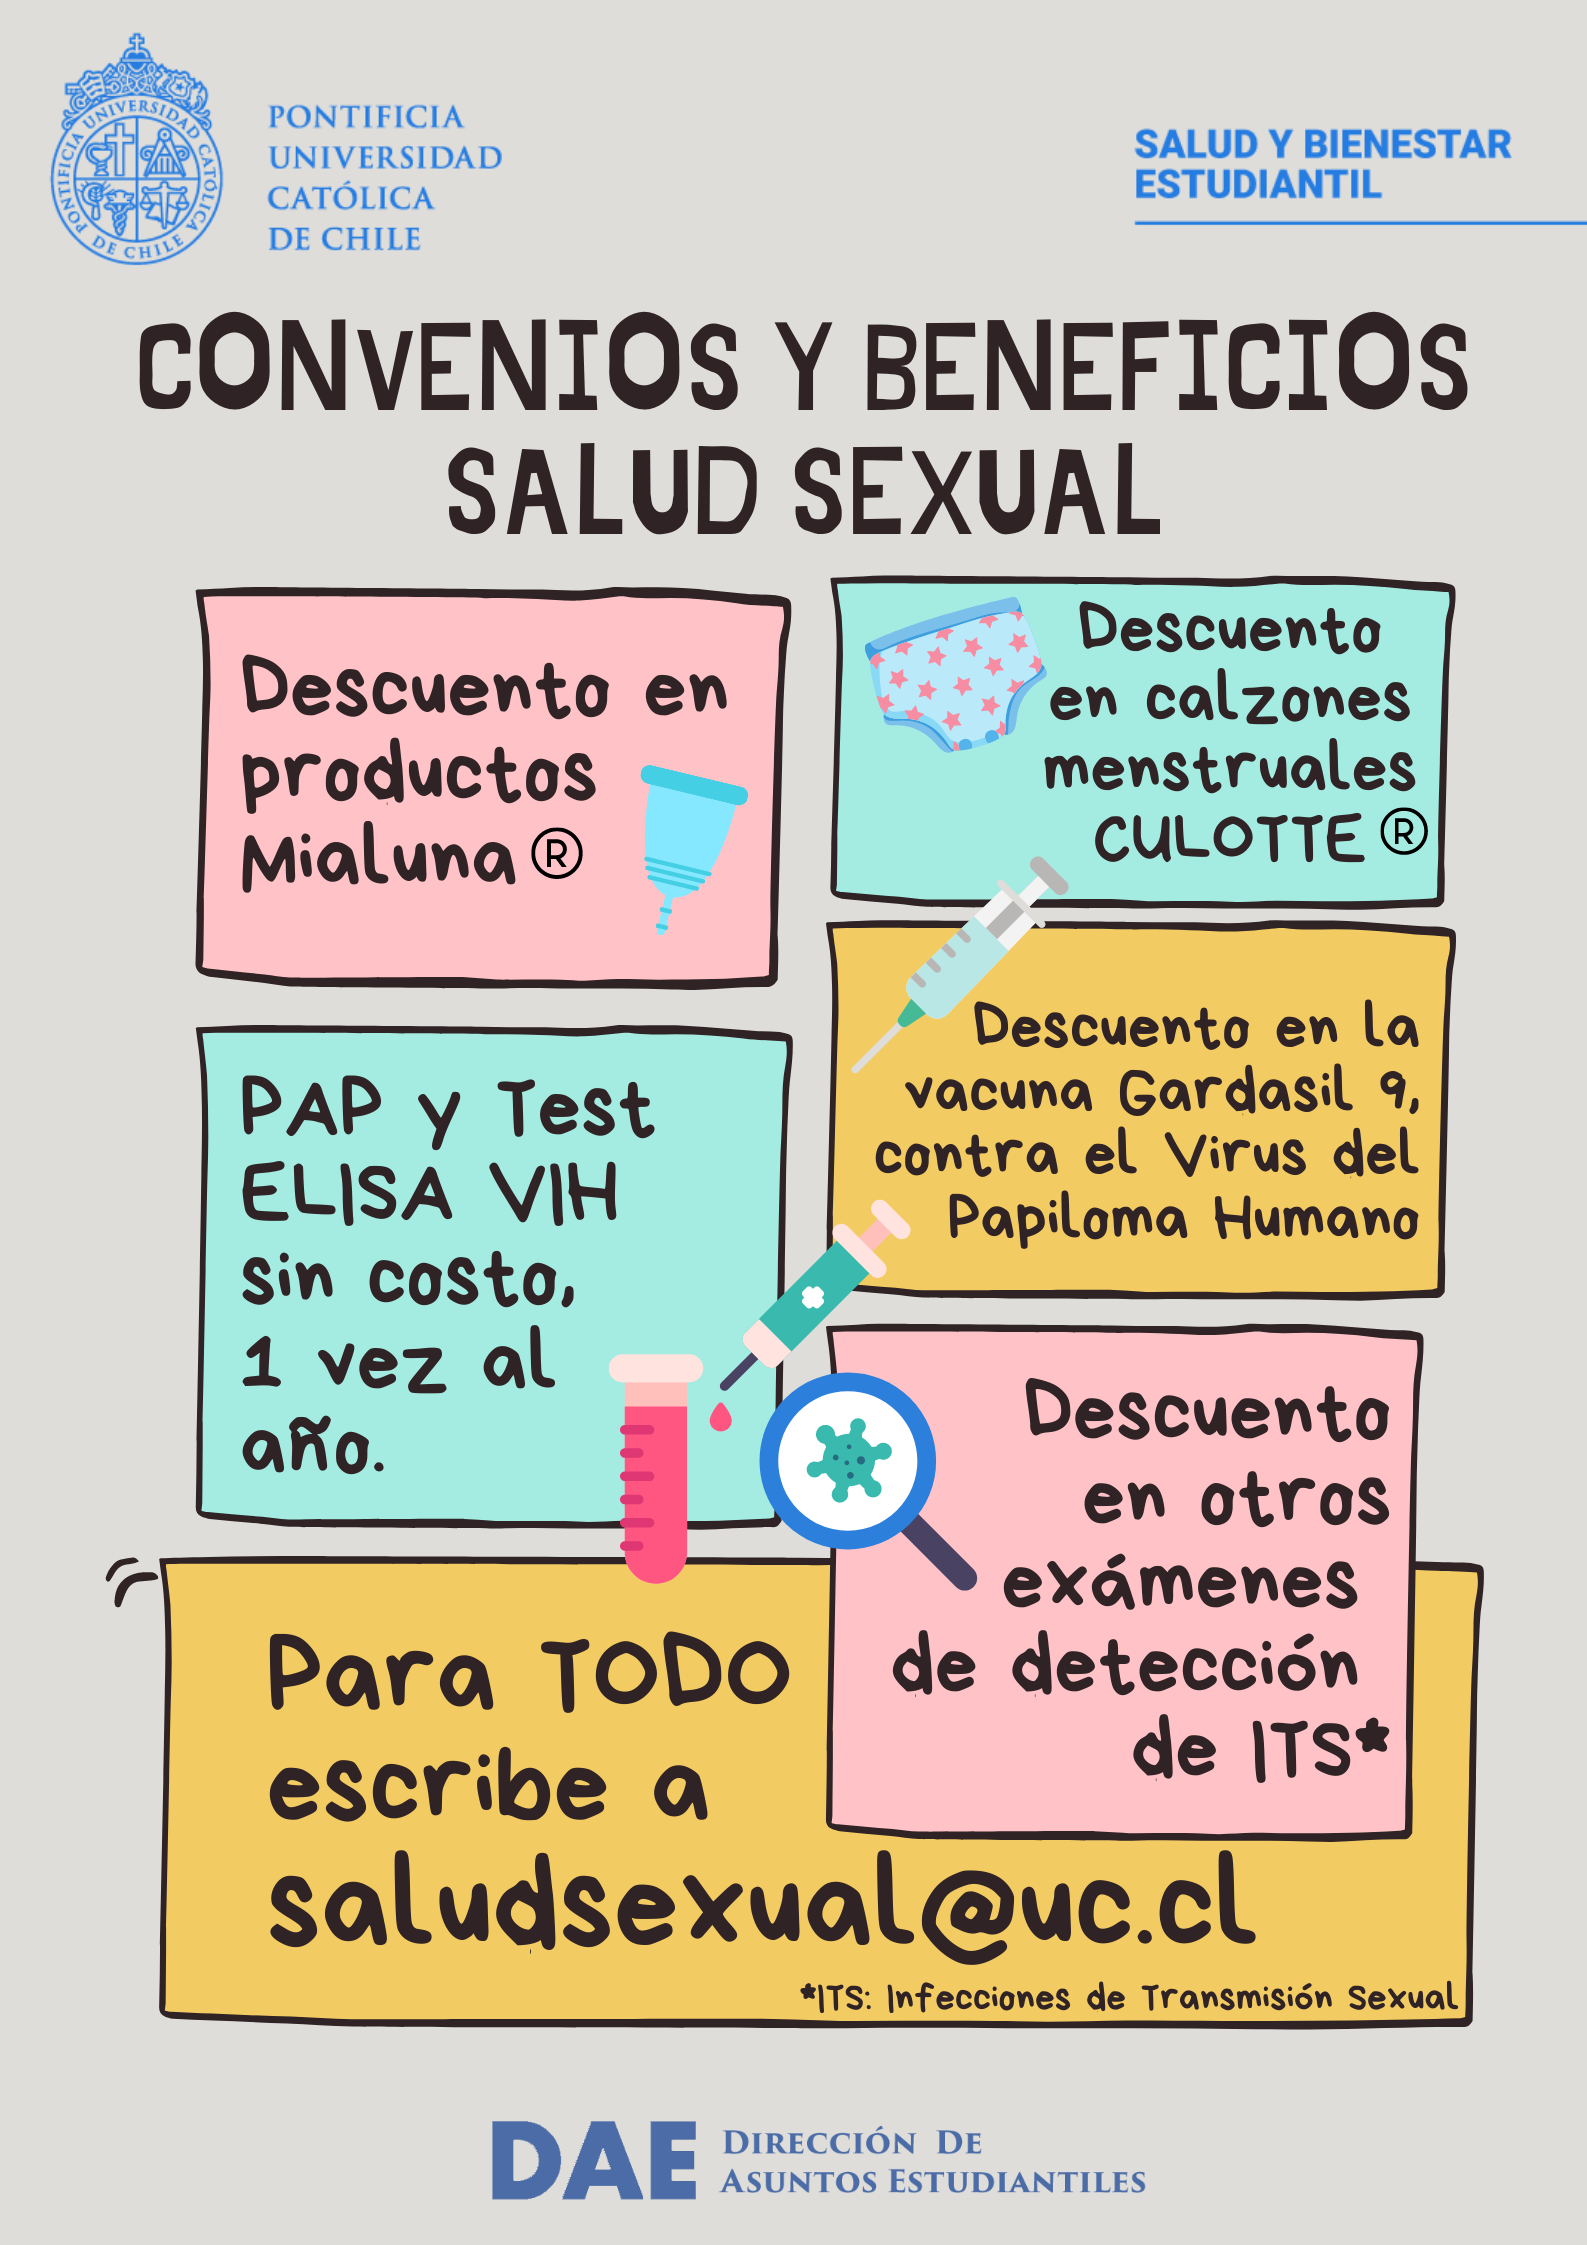 PONTIFICIA UNIVERSIDAD CATÓLICA DE CHILE
PONTIFICIA
UNIVERSIDAD
CATÓLICA
DE CHILE
SALUD Y BIENESTAR
ESTUDIANTIL
CONVENIOS Y BENEFICIOS
SALUD SEXUAL
Descuento en
productos
Mialuna ®
Descuento
en calzones
menstruales
CULOTTE ®
PAP y Test
ELISA VIH
sin costo,
1 vez al
año.
Descuento en la
vacuna Gardasil 9,
contra el Virus del
Papiloma Humano
Descuento
en otros
exámenes
de detección
de ITS*
Para TODO
escribe a
saludsexual@uc.cl
*ITS: Infecciones de Transmisión Sexual
DAE
DIRECCIÓN DE
ASUNTOS ESTUDIANTILES